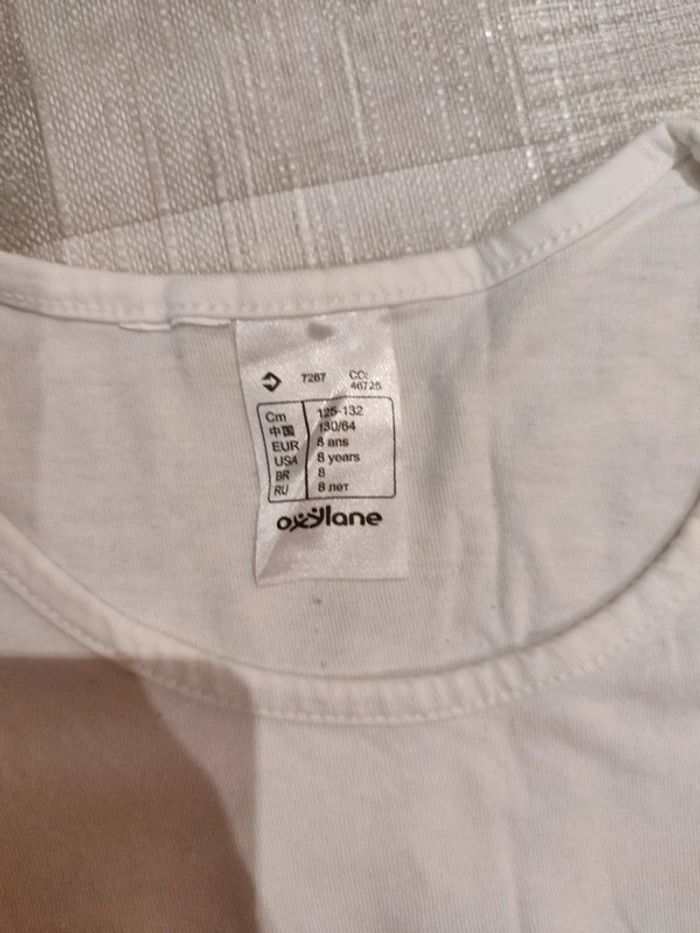 7267 CC:
46725
Cm 125-132
中国 130/64
EUR 8 ans
USA 8 years
BR 8
RU 8 лет
oxylane